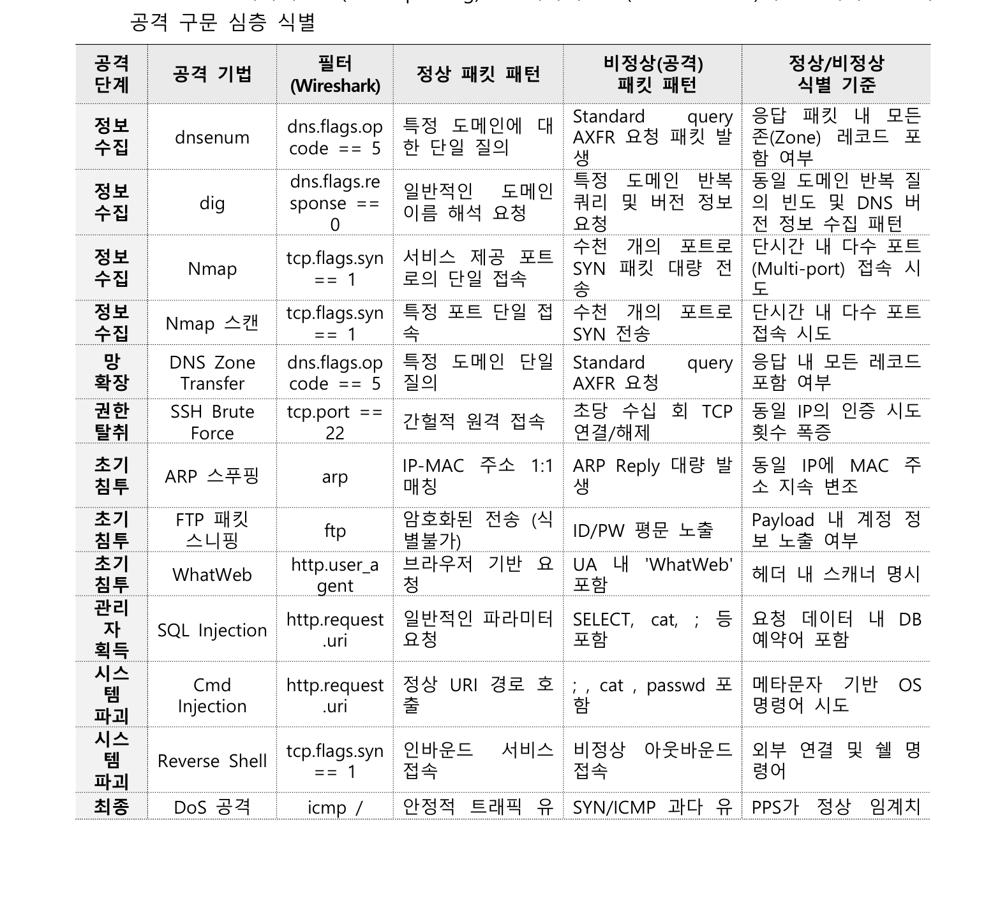 공격 구문 심층 식별
공격
단계
공격 기법
필터
(Wireshark)
정상 패킷 패턴
비정상(공격)
패킷 패턴
정상/비정상
식별 기준
정보
수집
dnsenum
dns.flags.op
code == 5
특정 도메인에 대
한 단일 질의
Standard query
AXFR 요청 패킷 발
생
응답 패킷 내 모든
존(Zone) 레코드 포
함 여부
정보
수집
dig
dns.flags.re
sponse ==
0
일반적인 도메인
이름 해석 요청
특정 도메인 반복
쿼리 및 버전 정보
요청
동일 도메인 반복 질
의 빈도 및 DNS 버
전 정보 수집 패턴
정보
수집
Nmap
tcp.flags.syn
== 1
서비스 제공 포트
로의 단일 접속
수천 개의 포트로
SYN 패킷 대량 전
송
단시간 내 다수 포트
(Multi-port) 접속 시
도
정보
수집
Nmap 스캔
tcp.flags.syn
== 1
특정 포트 단일 접
속
수천 개의 포트로
SYN 전송
단시간 내 다수 포트
접속 시도
망
확장
DNS Zone
Transfer
dns.flags.op
code == 5
특정 도메인 단일
질의
Standard query
AXFR 요청
응답 내 모든 레코드
포함 여부
권한
탈취
SSH Brute
Force
tcp.port ==
22
간헐적 원격 접속
초당 수십 회 TCP
연결/해제
동일 IP의 인증 시도
횟수 폭증
초기
침투
ARP 스푸핑
arp
IP-MAC 주소 1:1
매칭
ARP Reply 대량 발
생
동일 IP에 MAC 주
소 지속 변조
초기
침투
FTP 패킷
스니핑
ftp
암호화된 전송 (식
별불가)
ID/PW 평문 노출
Payload 내 계정 정
보 노출 여부
초기
침투
WhatWeb
http.user_a
gent
브라우저 기반 요
청
UA 내 'WhatWeb'
포함
헤더 내 스캐너 명시
관리
자
획득
SQL Injection
http.request
.uri
일반적인 파라미터
요청
SELECT, cat, ; 등
포함
요청 데이터 내 DB
예약어 포함
시스
템
파괴
Cmd
Injection
http.request
.uri
정상 URI 경로 호
출
; , cat , passwd 포
함
메타문자 기반 OS
명령어 시도
시스
템
파괴
Reverse Shell
tcp.flags.syn
== 1
인바운드 서비스
접속
비정상 아웃바운드
접속
외부 연결 및 쉘 명
령어
최종
DoS 공격
icmp /
안정적 트래픽 유
SYN/ICMP 과다 유
PPS가 정상 임계치